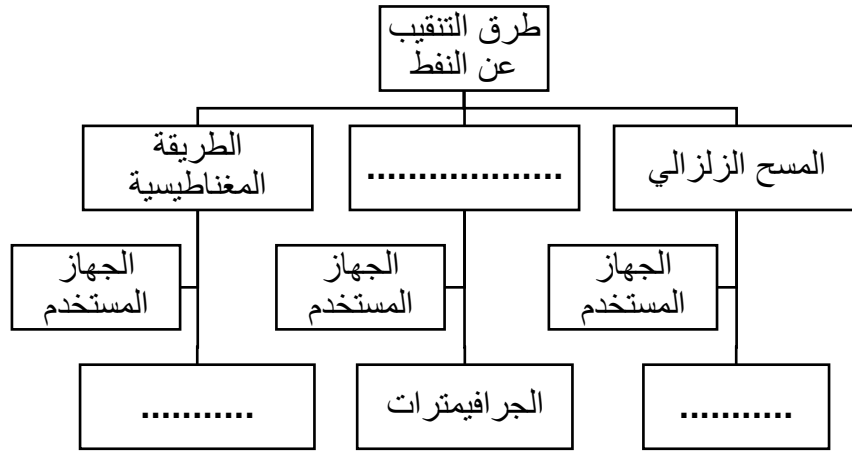 طرق التنقيب
عن النفط
المسح الزلزالي
...................
الطريقة
المغناطيسية
الجهاز
المستخدم
الجهاز
المستخدم
الجهاز
المستخدم
...........
الجرافيمترات
...........